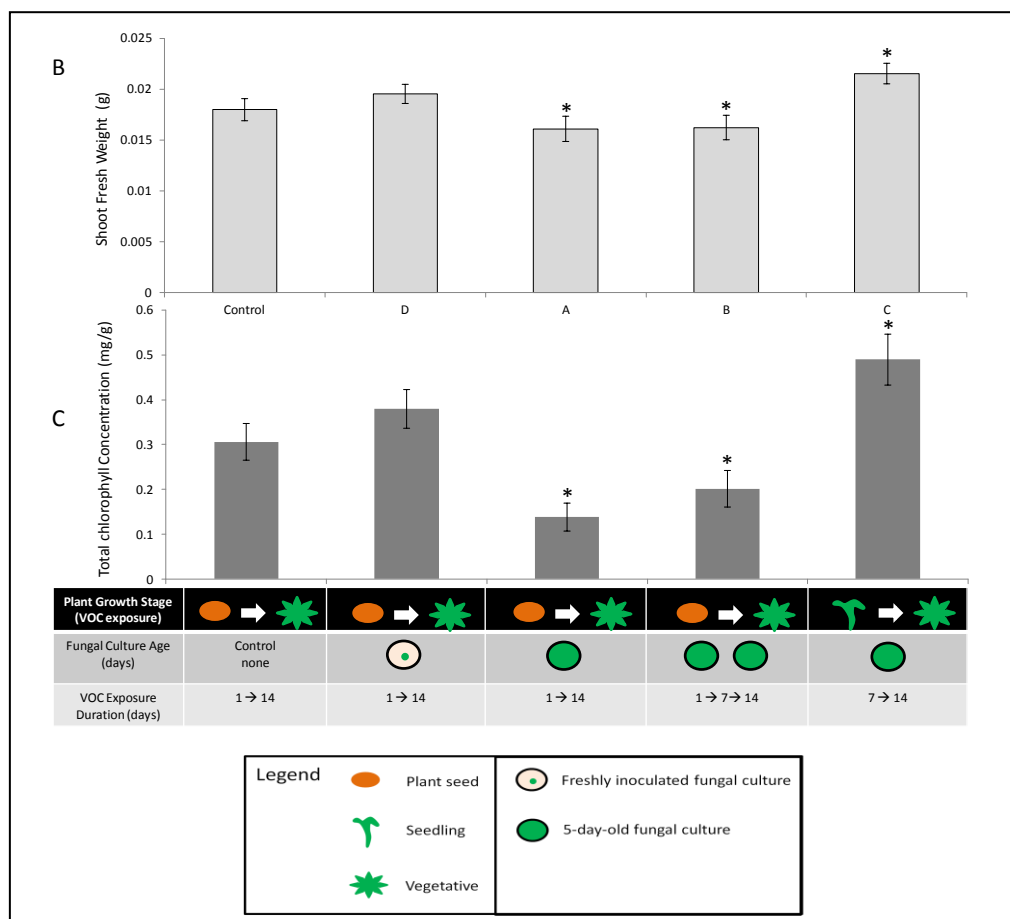 B
Shoot Fresh Weight (g)
0.025
0.02
0.015
0.01
0.005
0
*
*
*
Control
D
A
B
C
C
Total chlorophyll Concentration (mg/g)
0.6
0.5
0.4
0.3
0.2
0.1
0
*
*
*
Plant Growth Stage
(VOC exposure)
Fungal Culture Age
(days)
Control
none
VOC Exposure
Duration (days)
1 → 14
1 → 14
1 → 14
1 → 7→ 14
7 → 14
Legend
Plant seed
Seedling
Vegetative
Freshly inoculated fungal culture
5-day-old fungal culture